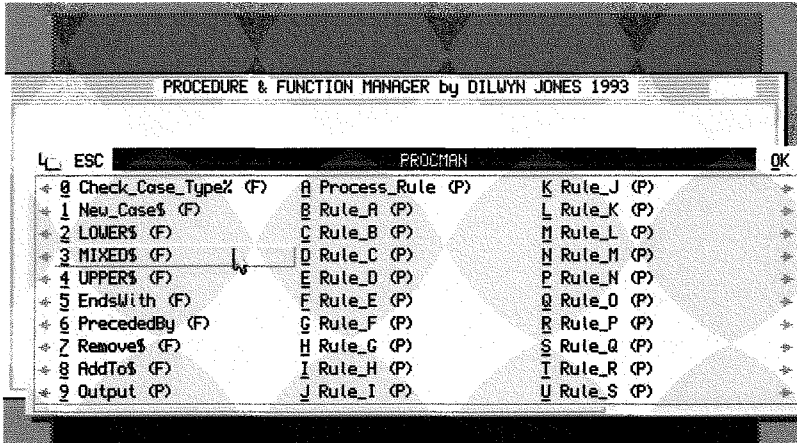 PROCEDURE & FUNCTION MANAGER by DILWYN JONES 1993
ESC PROCMAN OK
0 Check_Case_Type% (F) A Process_Rule (P) K Rule_J (P)
1 New_Case$ (F) B Rule_A (P) L Rule_K (P)
2 LOWER$ (F) C Rule_B (P) M Rule_L (P)
3 MIXED$ (F) D Rule_C (P) N Rule_M (P)
4 UPPER$ (F) E Rule_D (P) P Rule_N (P)
5 EndsWith (F) F Rule_E (P) Q Rule_O (P)
6 PrecededBy (F) G Rule_F (P) R Rule_P (P)
7 Remove$ (F) H Rule_G (P) S Rule_Q (P)
8 AddTo$ (F) I Rule_H (P) T Rule_R (P)
9 Output (P) J Rule_I (P) U Rule_S (P)